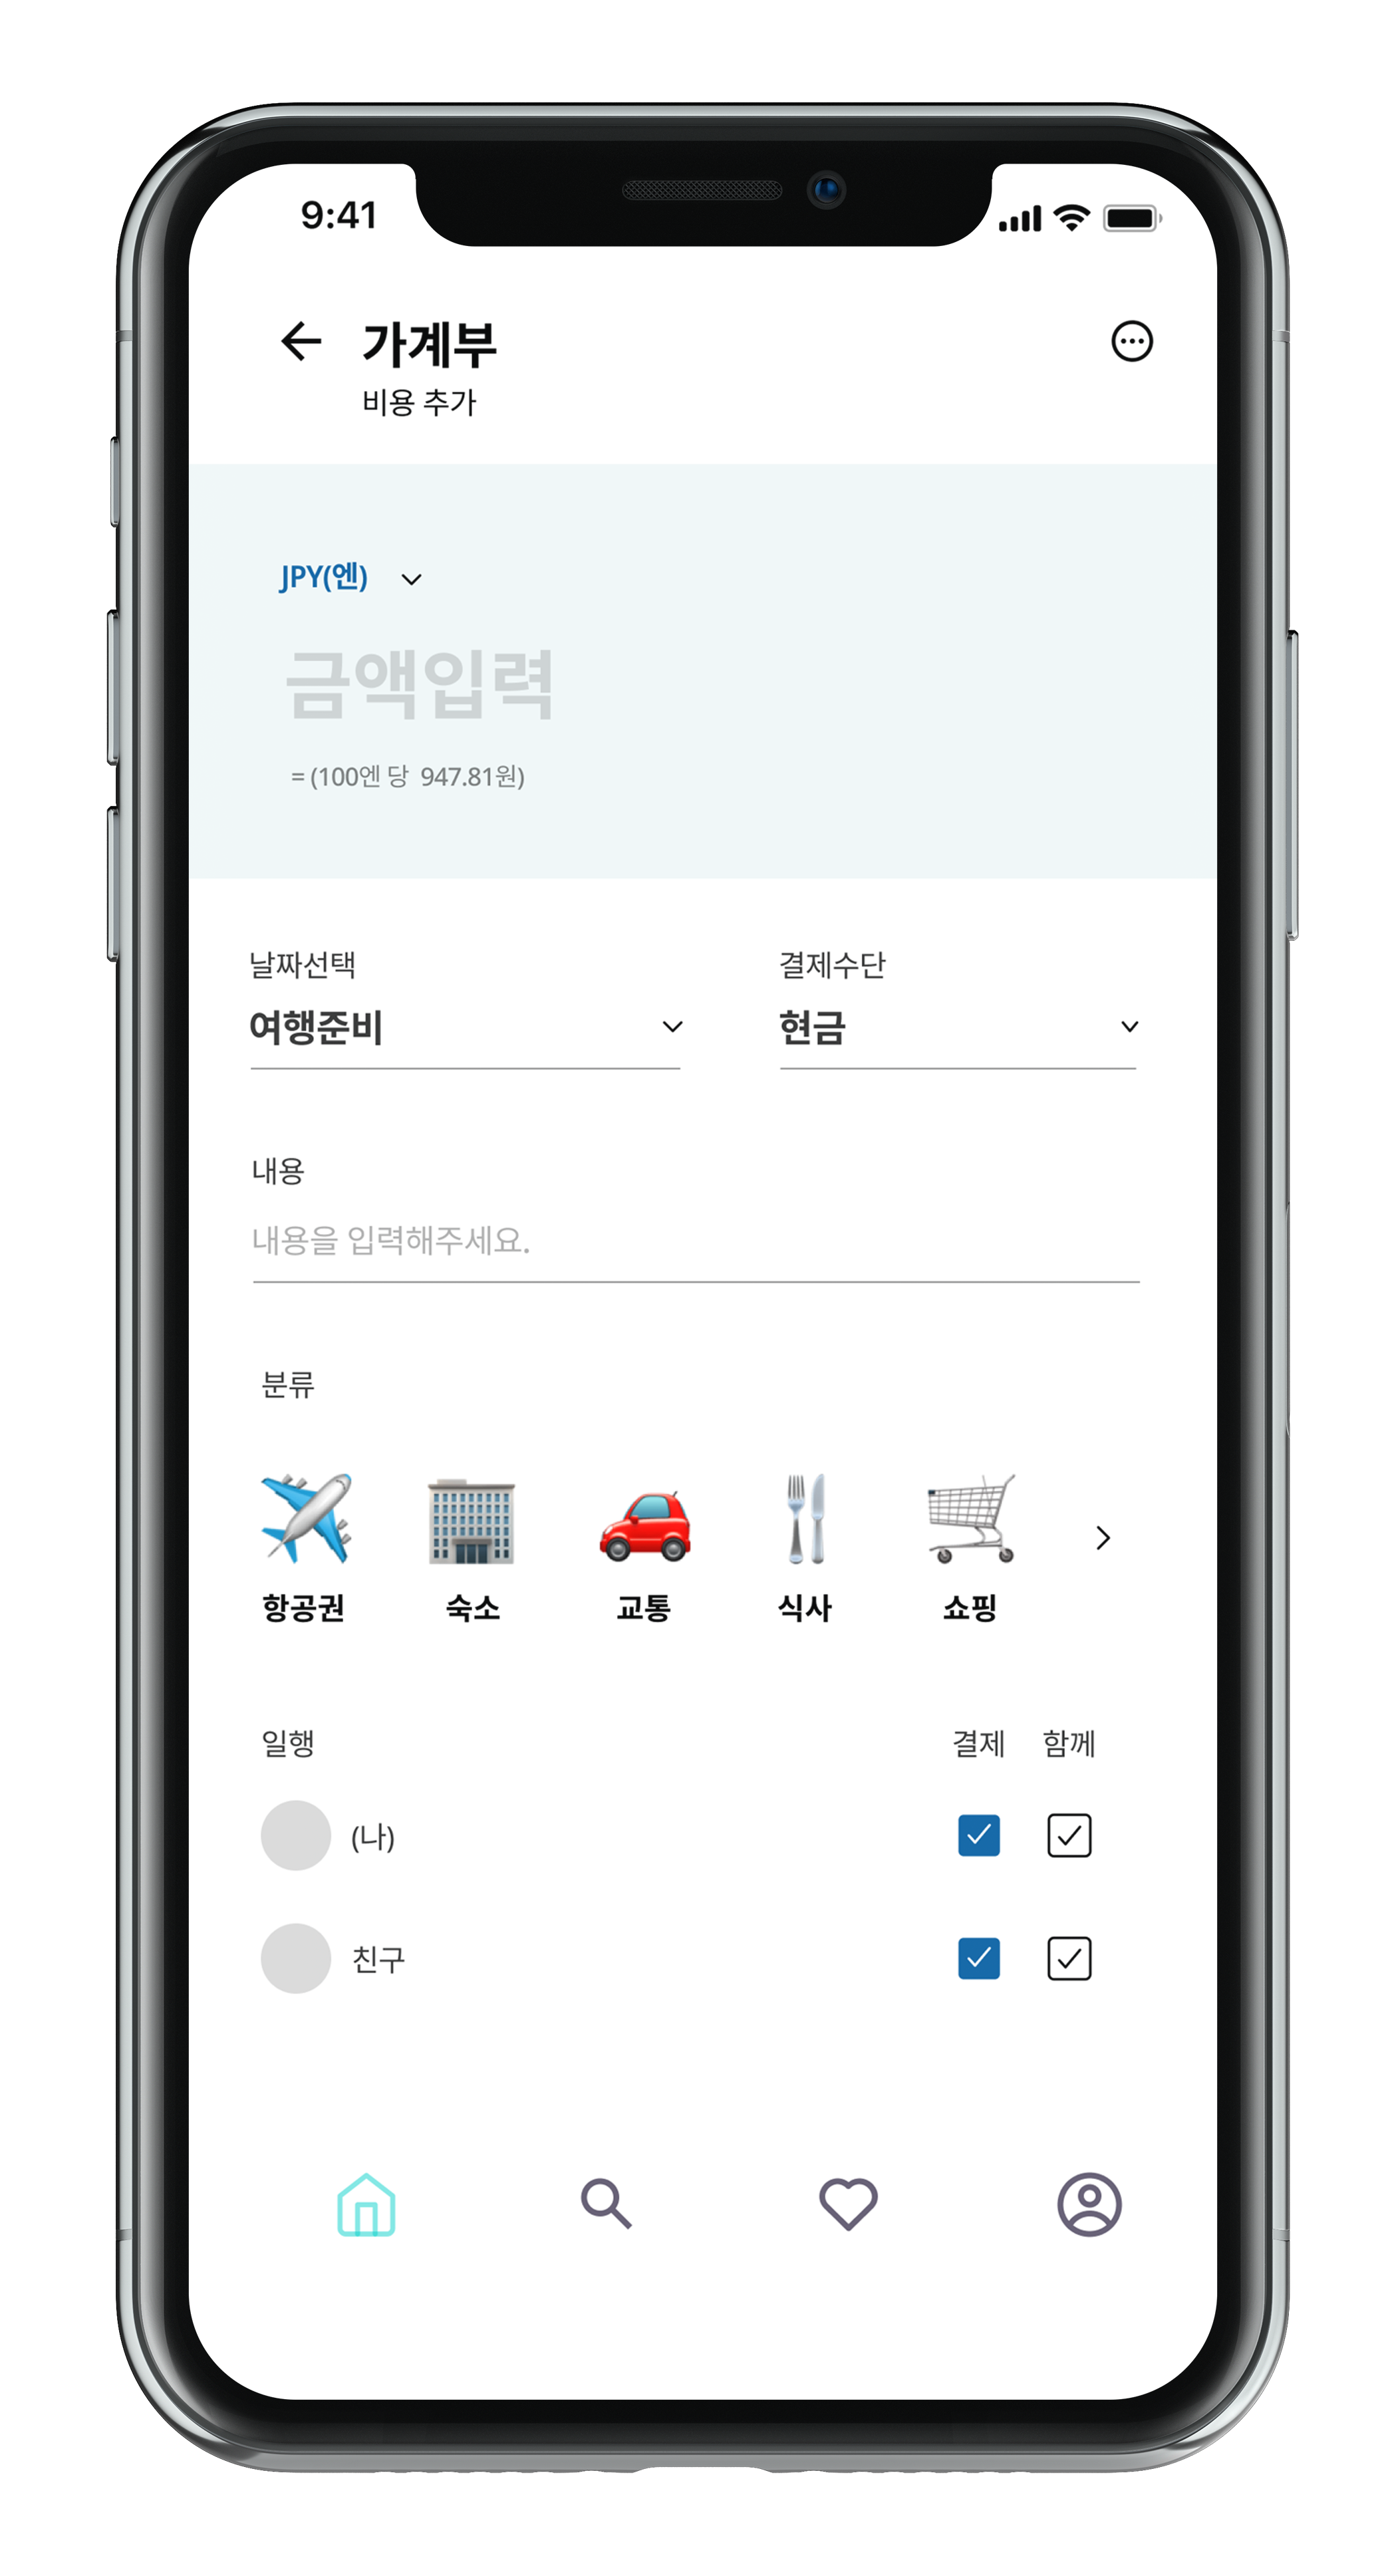 9:41
가계부
비용 추가
JPY(엔)
금액입력
= (100엔 당 947.81원)
날짜선택 결제수단
여행준비 현금
내용
내용을 입력해주세요.
분류
항공권 숙소 교통 식사 쇼핑
일행 결제 함께
(나)
친구